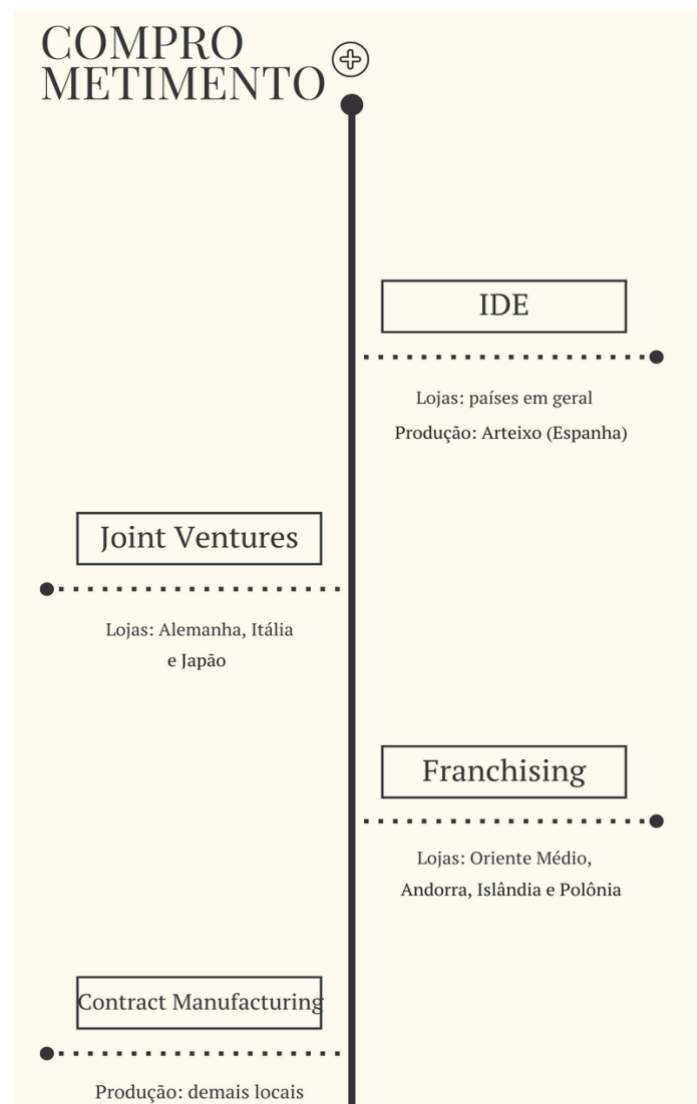 COMPRO
METIMENTO
IDE
Lojas: países em geral
Produção: Arteixo (Espanha)
Joint Ventures
Lojas: Alemanha, Itália
e Japão
Franchising
Lojas: Oriente Médio,
Andorra, Islândia e Polônia
Contract Manufacturing
Produção: demais locais